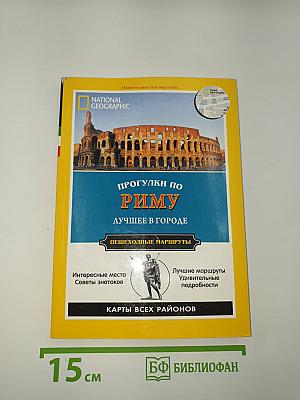 NATIONAL
GEOGRAPHIC
ПРОГУЛКИ ПО
РИМУ
ЛУЧШЕЕ В ГОРОДЕ
ПЕШЕХОДНЫЕ МАРШРУТЫ
Интересные место
Советы знатоков
Лучшие маршруты
Удивительные
подробности
КАРТЫ ВСЕХ РАЙОНОВ
15 см
БФ БИБЛИОФАН